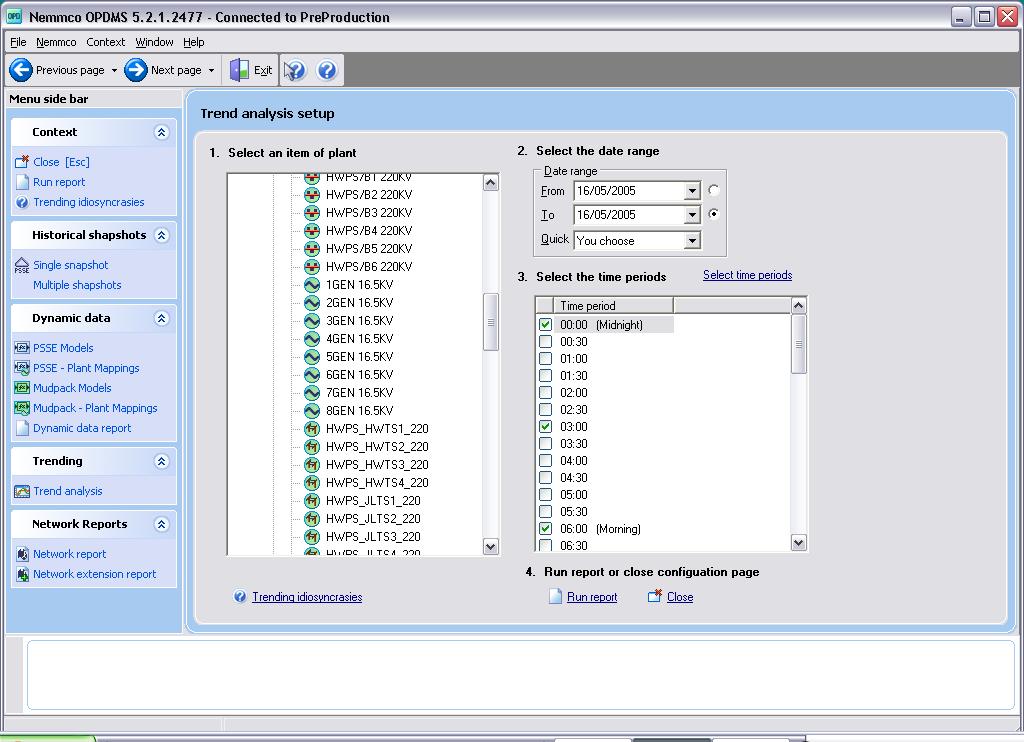 Nemmco OPDMS 5.2.1.2477 - Connected to PreProduction
File Nemmco Context Window Help
Previous page Next page Exit
Menu side bar
Context
Close [Esc]
Run report
Trending idiosyncrasies
Historical shapshots
Single snapshot
Multiple snapshots
Dynamic data
PSSE Models
PSSE - Plant Mappings
Mudpack Models
Mudpack - Plant Mappings
Dynamic data report
Trending
Trend analysis
Network Reports
Network report
Network extension report
Trend analysis setup
1. Select an item of plant
HWPS/B1 220KV
HWPS/B2 220KV
HWPS/B3 220KV
HWPS/B4 220KV
HWPS/B5 220KV
HWPS/B6 220KV
1GEN 16.5KV
2GEN 16.5KV
3GEN 16.5KV
4GEN 16.5KV
5GEN 16.5KV
6GEN 16.5KV
7GEN 16.5KV
8GEN 16.5KV
HWPS_HWTS1_220
HWPS_HWTS2_220
HWPS_HWTS3_220
HWPS_HWTS4_220
HWPS_JLTS1_220
HWPS_JLTS2_220
HWPS_JLTS3_220
HWPS_JLTS4_220
Trending idiosyncrasies
2. Select the date range
Date range
From 16/05/2005
To 16/05/2005
Quick You choose
3. Select the time periods Select time periods
Time period
00:00 (Midnight)
00:30
01:00
01:30
02:00
02:30
03:00
03:30
04:00
04:30
05:00
05:30
06:00 (Morning)
06:30
4. Run report or close configuation page
Run report Close